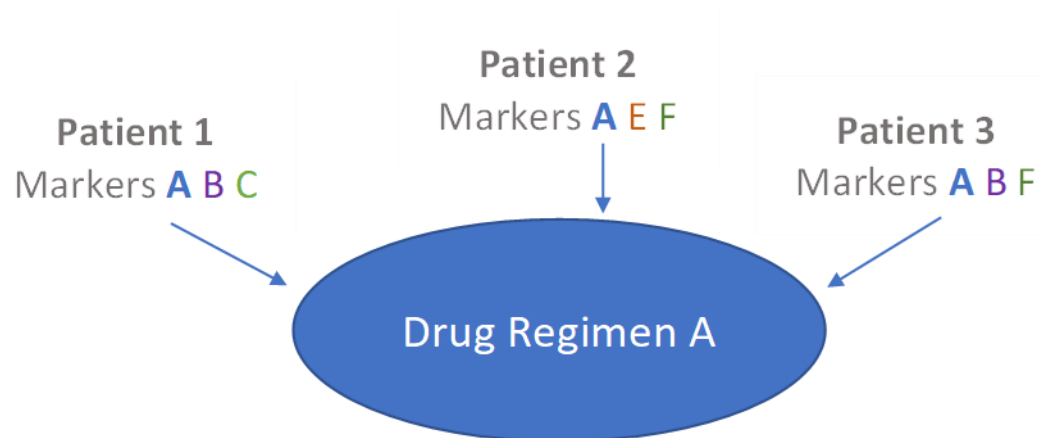 Patient 1
Markers A B C
Patient 2
Markers A E F
Patient 3
Markers A B F
Drug Regimen A